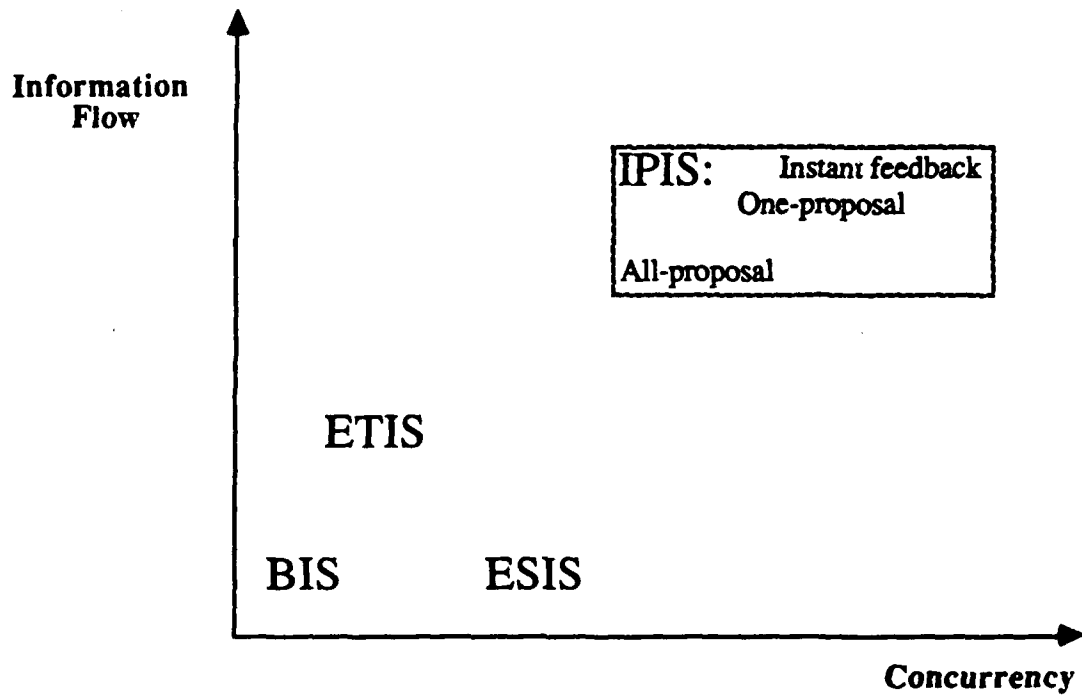 Information
Flow
IPIS: Instant feedback
One-proposal
All-proposal
ETIS
BIS ESIS
Concurrency